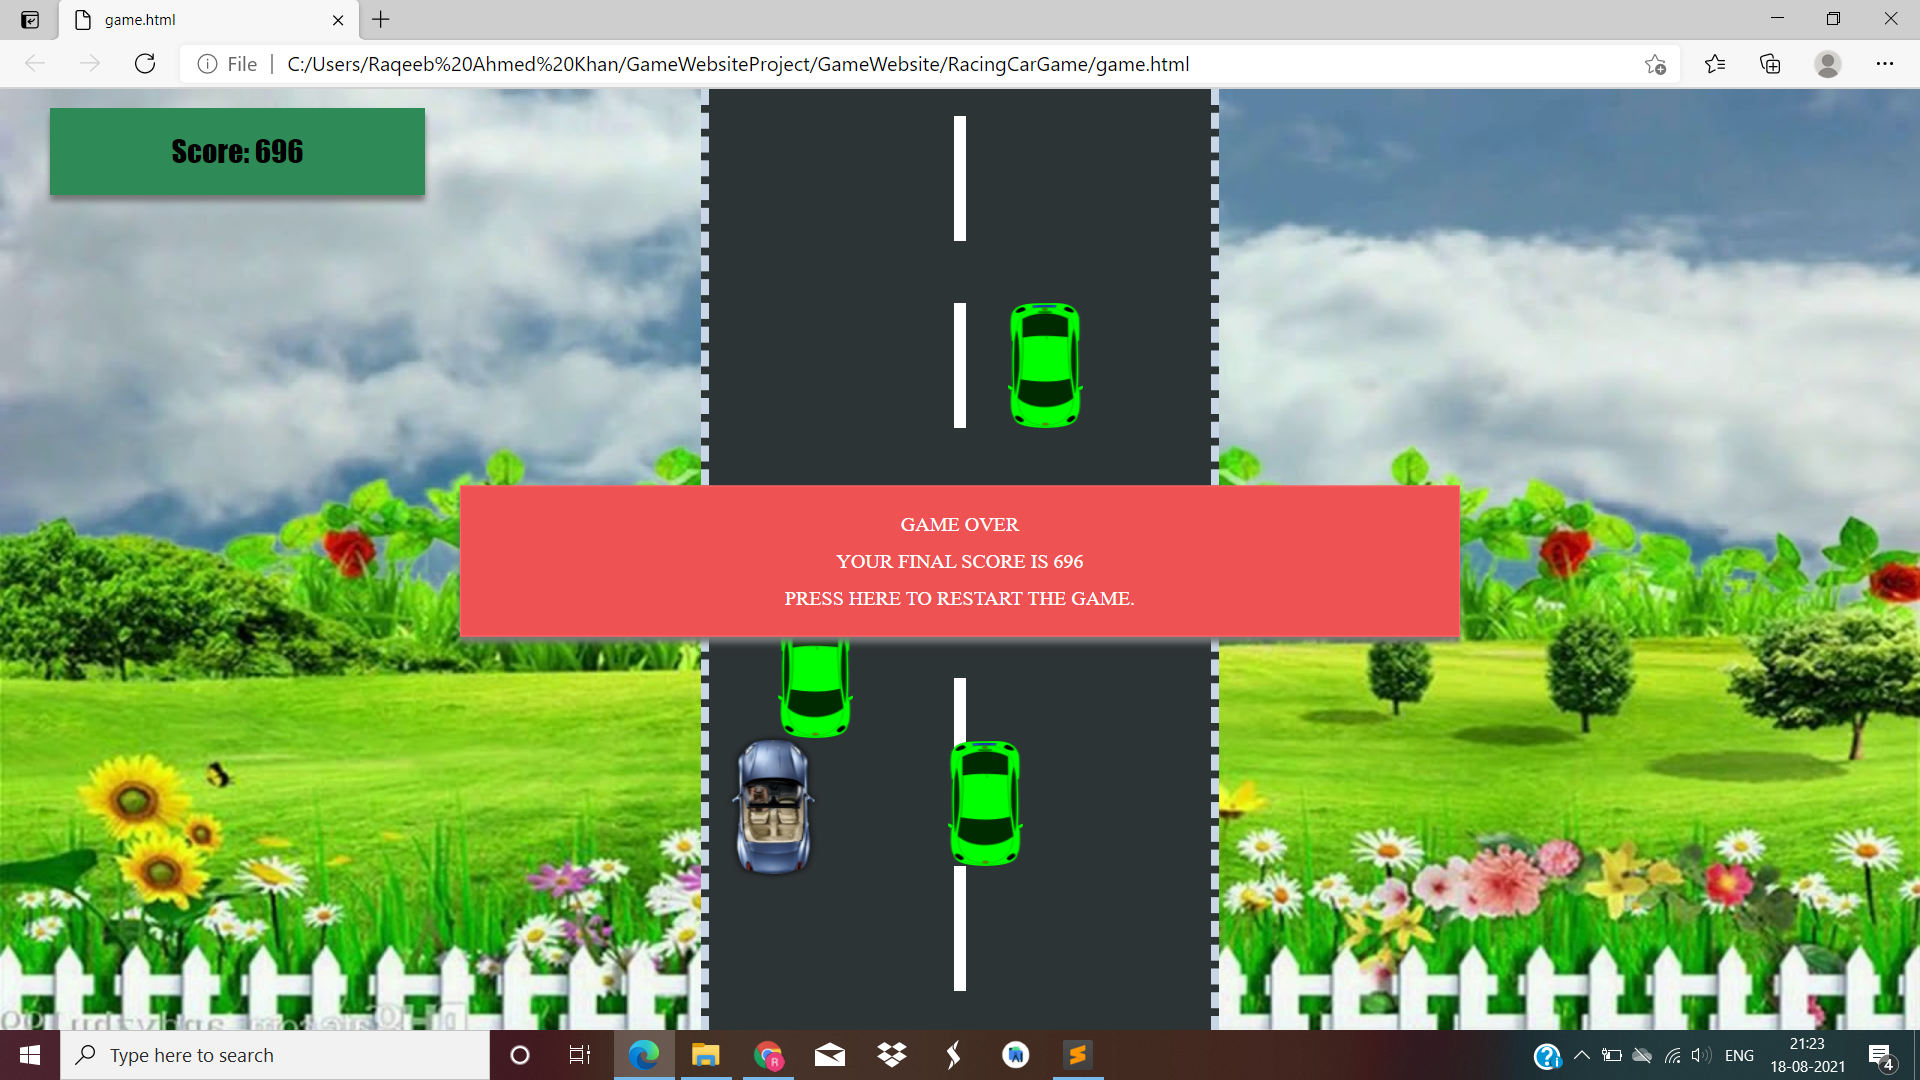 game.html
File
C:/Users/Raqeeb%20Ahmed%20Khan/GameWebsiteProject/GameWebsite/RacingCarGame/game.html
Score: 696
GAME OVER
YOUR FINAL SCORE IS 696
PRESS HERE TO RESTART THE GAME.
Type here to search
R
ENG
21:23
18-08-2021
4